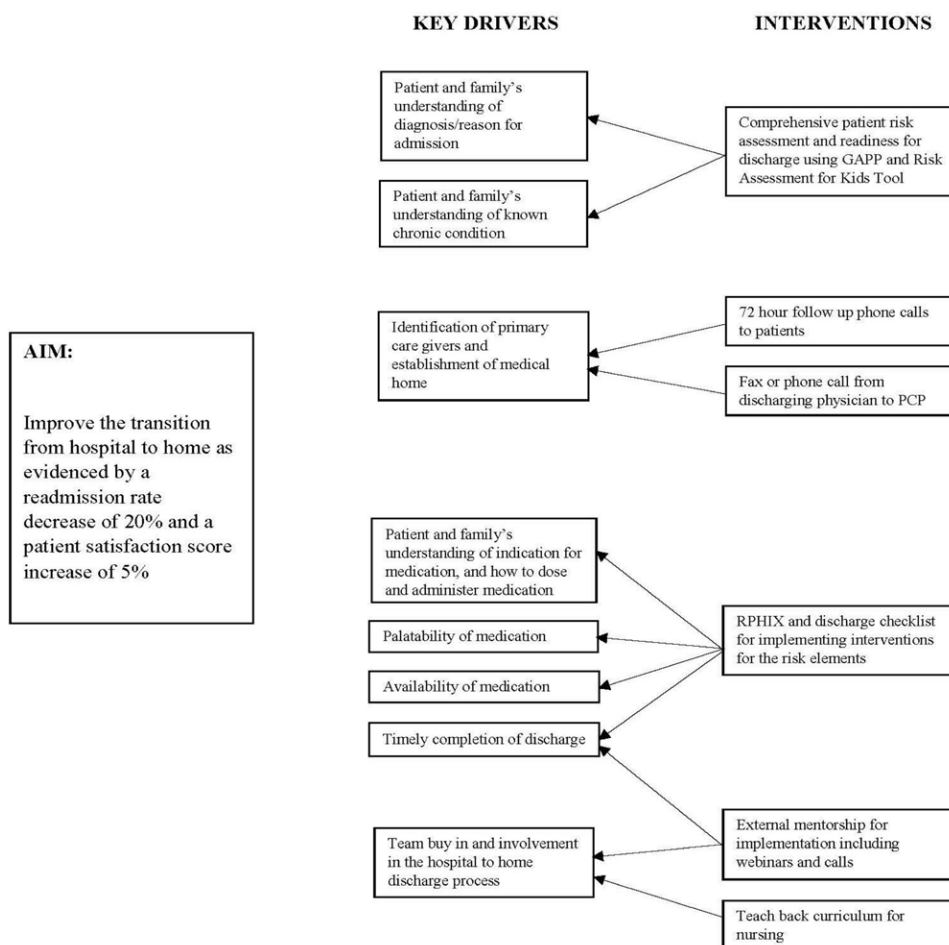 KEY DRIVERS
INTERVENTIONS
Patient and family's
understanding of
diagnosis/reason for
admission
Comprehensive patient risk
assessment and readiness for
discharge using GAPP and Risk
Assessment for Kids Tool
Patient and family's
understanding of known
chronic condition
AIM:
Improve the transition
from hospital to home as
evidenced by a
readmission rate
decrease of 20% and a
patient satisfaction score
increase of 5%
Identification of primary
care givers and
establishment of medical
home
72 hour follow up phone calls
to patients
Fax or phone call from
discharging physician to PCP
Patient and family's
understanding of indication for
medication, and how to dose
and administer medication
Palatability of medication
Availability of medication
Timely completion of discharge
RPHIX and discharge checklist
for implementing interventions
for the risk elements
Team buy in and involvement
in the hospital to home
discharge process
External mentorship for
implementation including
webinars and calls
Teach back curriculum for
nursing